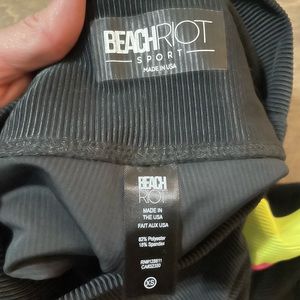 BEACH RIOT
SPORT
MADE IN USA
BEACH
RIOT
MADE IN
THE USA
FAIT AUX USA
82% Polyester
18% Spandex
XS